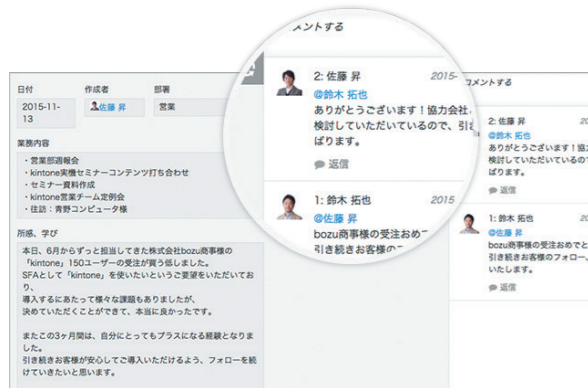 日付
作成者
部署
2015-11-
13
佐藤 昇
営業
業務内容
・営業部週報会
・kintone実機セミナーコンテンツ打ち合わせ
・セミナー資料作成
・kintone営業チーム定例会
・往訪：青野コンピュータ様
所感、学び
本日、6月からずっと担当してきた株式会社bozu商事様の
「kintone」150ユーザーの受注が買う低しました。
SFAとして「kintone」を使いたいというご要望をいただいてお
り、
導入するにあたって様々な課題もありましたが、
決めていただくことができて、本当に良かったです。
またこの3ヶ月間は、自分にとってもプラスになる経験となりま
した。
引き続きお客様が安心してご導入いただけるよう、フォローを続
けていきたいと思います。
メントする
2: 佐藤 昇
2015-
@鈴木 拓也
ありがとうございます！協力会社
検討していただいているので、引き
ばります。
返信
1: 鈴木 拓也
2015
@佐藤 昇
bozu商事様の受注おめで
引き続きお客様の
コメントする
2: 佐藤 昇
20
@鈴木 拓也
ありがとうございます！協
検討していただいているので
ばります。
返信
1: 鈴木 拓也
20
@佐藤 昇
bozu商事様の受注おめでと
引き続きお客様のフォロー、
いたします。
返信